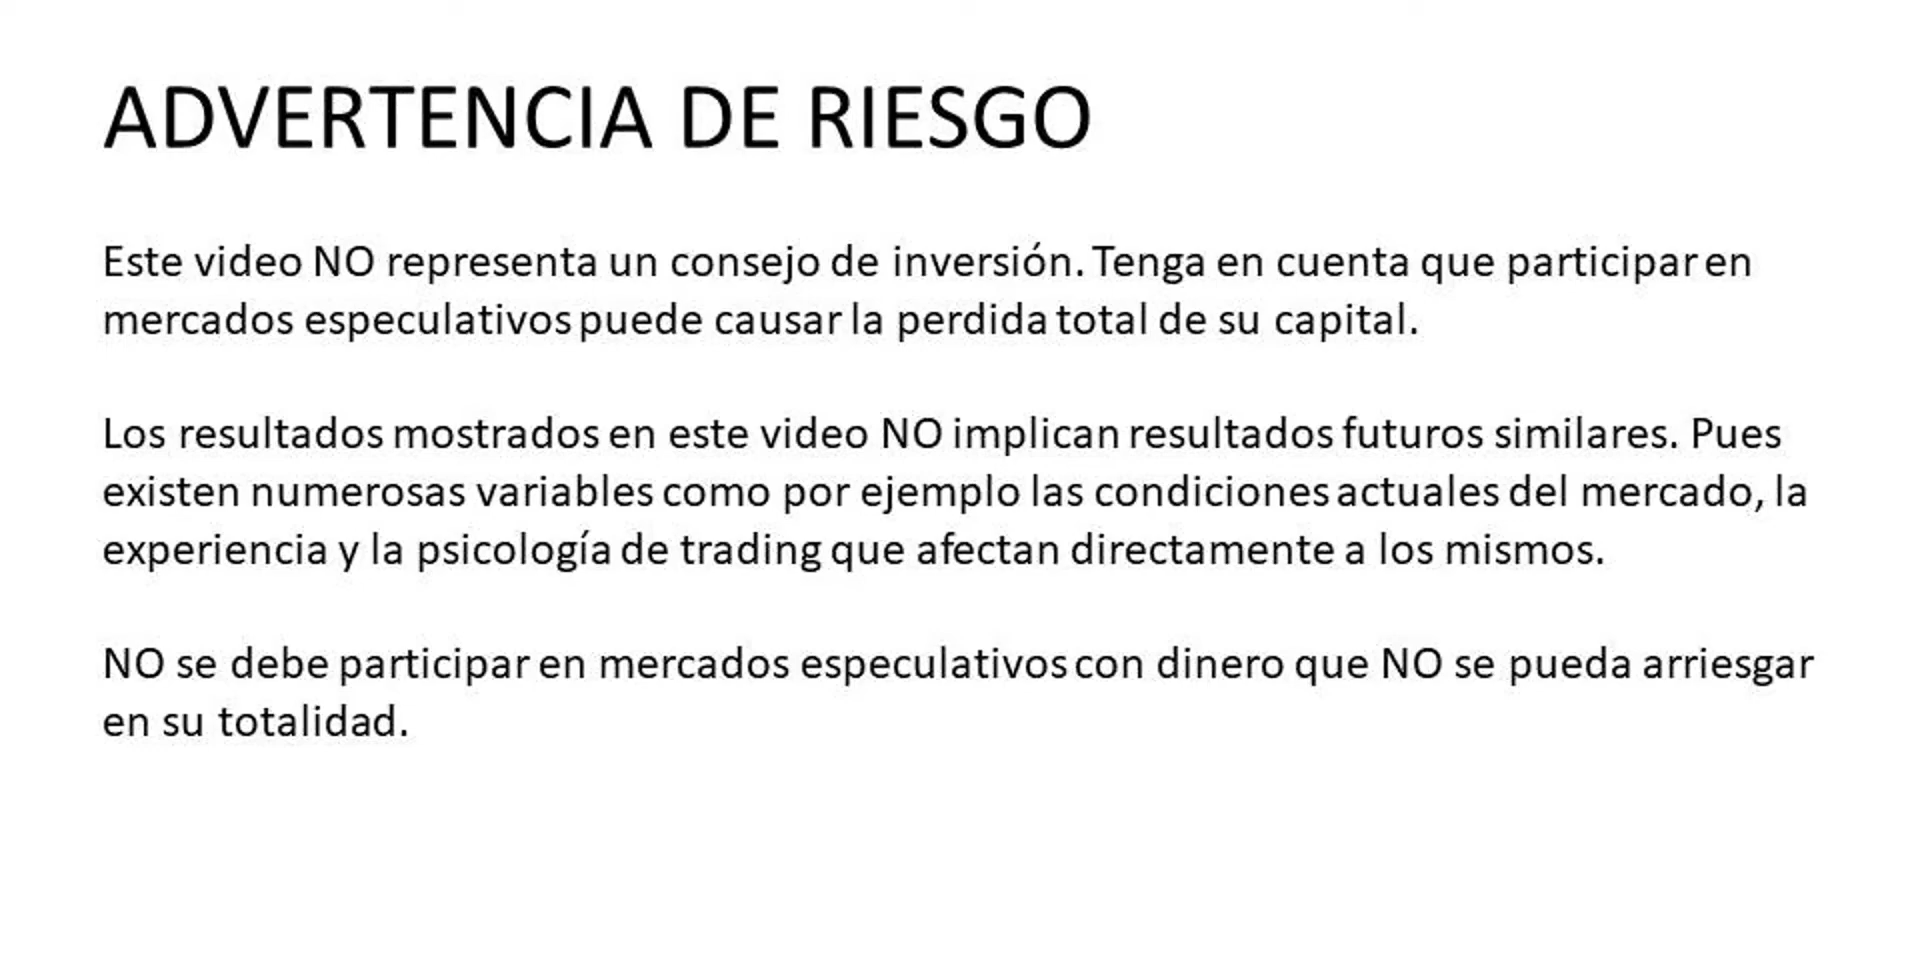 ADVERTENCIA DE RIESGO
Este video NO representa un consejo de inversión. Tenga en cuenta que participar en
mercados especulativos puede causar la perdida total de su capital.
Los resultados mostrados en este video NO implican resultados futuros similares. Pues
existen numerosas variables como por ejemplo las condiciones actuales del mercado, la
experiencia y la psicología de trading que afectan directamente a los mismos.
NO se debe participar en mercados especulativos con dinero que NO se pueda arriesgar
en su totalidad.